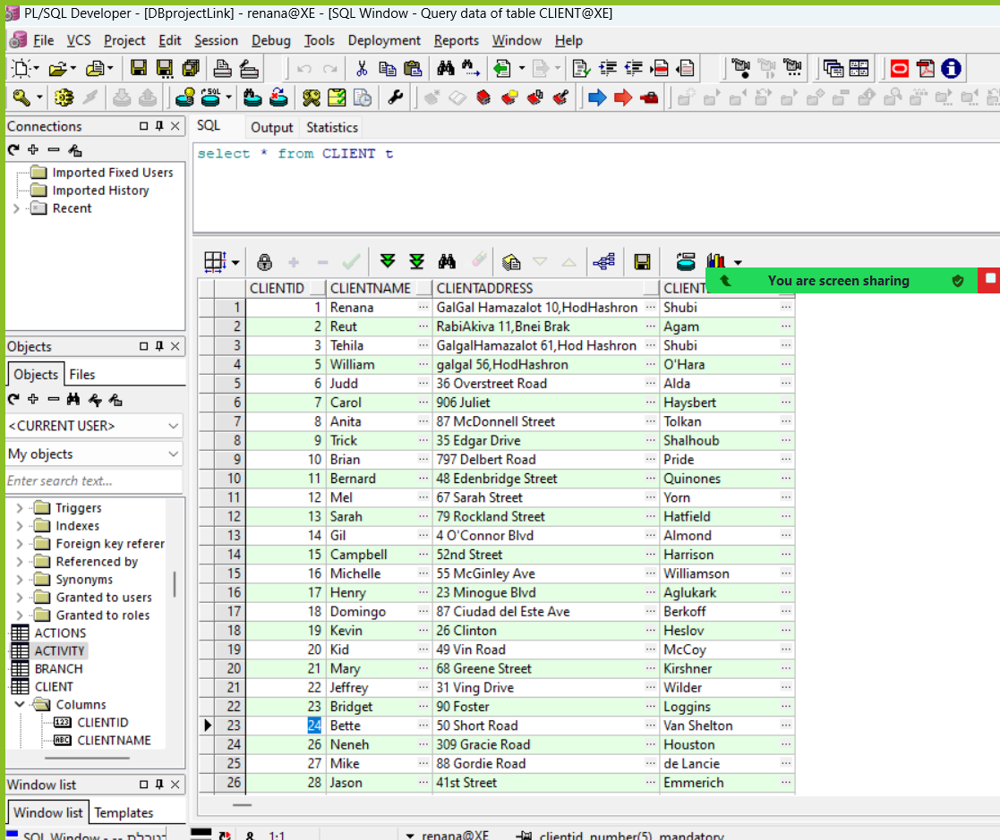 PL/SQL Developer - [DBprojectLink] - renana@XE - [SQL Window - Query data of table CLIENT@XE]
File VCS Project Edit Session Debug Tools Deployment Reports Window Help
Connections
Imported Fixed Users
Imported History
Recent
Objects
Objects Files
<CURRENT USER>
My objects
Enter search text...
Triggers
Indexes
Foreign key referer
Referenced by
Synonyms
Granted to users
Granted to roles
ACTIONS
ACTIVITY
BRANCH
CLIENT
Columns
123 CLIENTID
ABC CLIENTNAME
Window list
Window list Templates
SQL Output Statistics
select * from CLIENT t
You are screen sharing
CLIENTID CLIENTNAME CLIENTADDRESS
1 1 Renana ... GalGal Hamazalot 10,HodHashron ... Shubi ...
2 2 Reut ... RabiAkiva 11,Bnei Brak ... Agam ...
3 3 Tehila ... GalgalHamazalot 61,Hod Hashron ... Shubi ...
4 5 William ... galgal 56,HodHashron ... O'Hara ...
5 6 Judd ... 36 Overstreet Road ... Alda ...
6 7 Carol ... 906 Juliet ... Haysbert ...
7 8 Anita ... 87 McDonnell Street ... Tolkan ...
8 9 Trick ... 35 Edgar Drive ... Shalhoub ...
9 10 Brian ... 797 Delbert Road ... Pride ...
10 11 Bernard ... 48 Edenbridge Street ... Quinones ...
11 12 Mel ... 67 Sarah Street ... Yorn ...
12 13 Sarah ... 79 Rockland Street ... Hatfield ...
13 14 Gil ... 4 O'Connor Blvd ... Almond ...
14 15 Campbell ... 52nd Street ... Harrison ...
15 16 Michelle ... 55 McGinley Ave ... Williamson ...
16 17 Henry ... 23 Minogue Blvd ... Aglukark ...
17 18 Domingo ... 87 Ciudad del Este Ave ... Berkoff ...
18 19 Kevin ... 26 Clinton ... Heslov ...
19 20 Kid ... 49 Vin Road ... McCoy ...
20 21 Mary ... 68 Greene Street ... Kirshner ...
21 22 Jeffrey ... 31 Ving Drive ... Wilder ...
22 23 Bridget ... 90 Foster ... Loggins ...
23 24 Bette ... 50 Short Road ... Van Shelton ...
24 26 Neneh ... 309 Gracie Road ... Houston ...
25 27 Mike ... 88 Gordie Road ... de Lancie ...
26 28 Jason ... 41st Street ... Emmerich ...
SQL Window - --
& 1:1 renana@XE clientid, number(5), mandatory